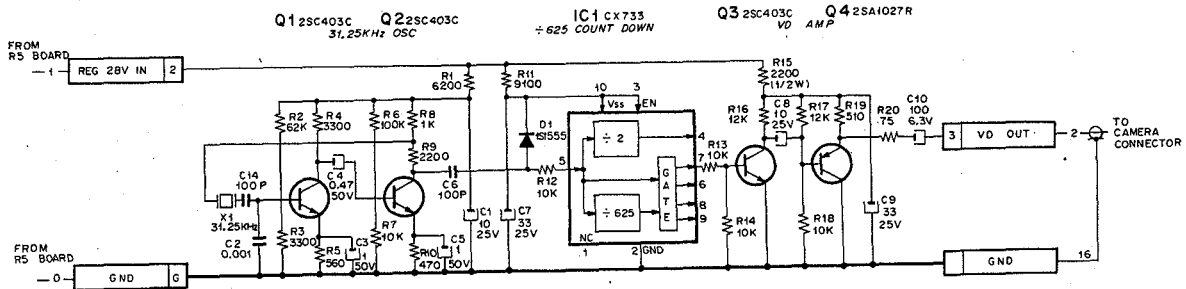 Q1 2SC403C Q2 2SC403C
31.25KHz OSC
IC1 CX733
÷625 COUNT DOWN
Q3 2SC403C Q4 2SA1027R
VD AMP
FROM
R5 BOARD
1
REG 28V IN 2
R1
6200
R11
9100
R15
2200
(1/2W)
R2
62K
R4
3300
R6
100K
R8
1K
R9
2200
D1
1S1555
10
3
Vss
EN
÷ 2
4
R16
12K
C8
10
25V
R17
12K
R19
510
R20
75
C10
100
6.3V
3 VD OUT
2
TO
CAMERA
CONNECTOR
C14
100P
X1
31.25KHz
C2
0.001
C4
0.47
50V
C6
100P
R12
10K
5
GATE
÷ 625
7
6
8
9
R13
10K
R14
10K
R18
10K
C9
33
25V
R3
3300
R5
560
C3
1
50V
R7
10K
R10
470
C5
1
50V
C1
10
25V
C7
33
25V
NC
1
2
GND
FROM
R5 BOARD
0
GND G
GND
16